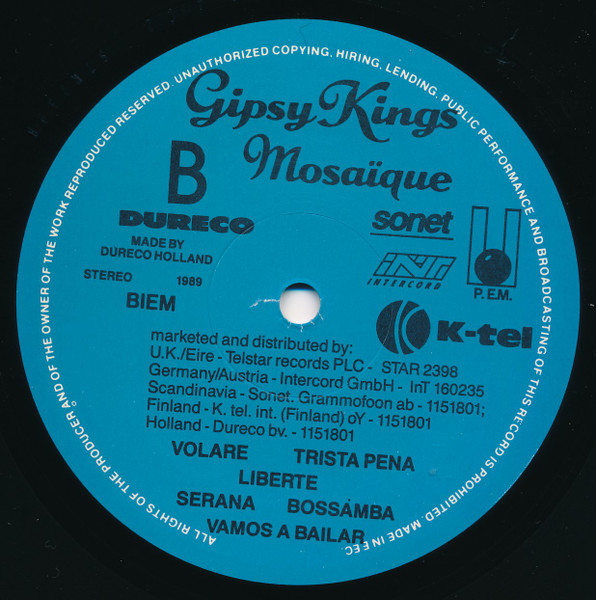 ALL RIGHTS OF THE PRODUCER AND OF THE OWNER OF THE WORK REPRODUCED RESERVED. UNAUTHORIZED COPYING, HIRING, LENDING, PUBLIC PERFORMANCE AND BROADCASTING OF THIS RECORD IS PROHIBITED. MADE IN EEC.
Gipsy Kings
B Mosaïque
DURECO sonet
MADE BY
DURECO HOLLAND
int
INTERCORD
P.E.M.
STEREO 1989
BIEM
K K-tel
marketed and distributed by:
U.K./Eire - Telstar records PLC - STAR 2398
Germany/Austria - Intercord GmbH - InT 160235
Scandinavia - Sonet. Grammofoon ab - 1151801;
Finland - K. tel. int. (Finland) oY - 1151801
Holland - Dureco bv. - 1151801
VOLARE TRISTA PENA
LIBERTE
SERANA BOSSAMBA
VAMOS A BAILAR